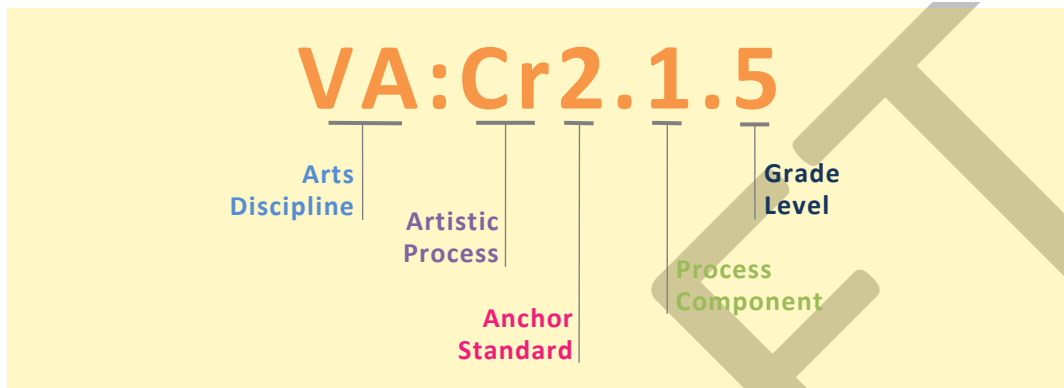 VA:Cr2.1.5
Arts
Discipline
Artistic
Process
Anchor
Standard
Process
Component
Grade
Level